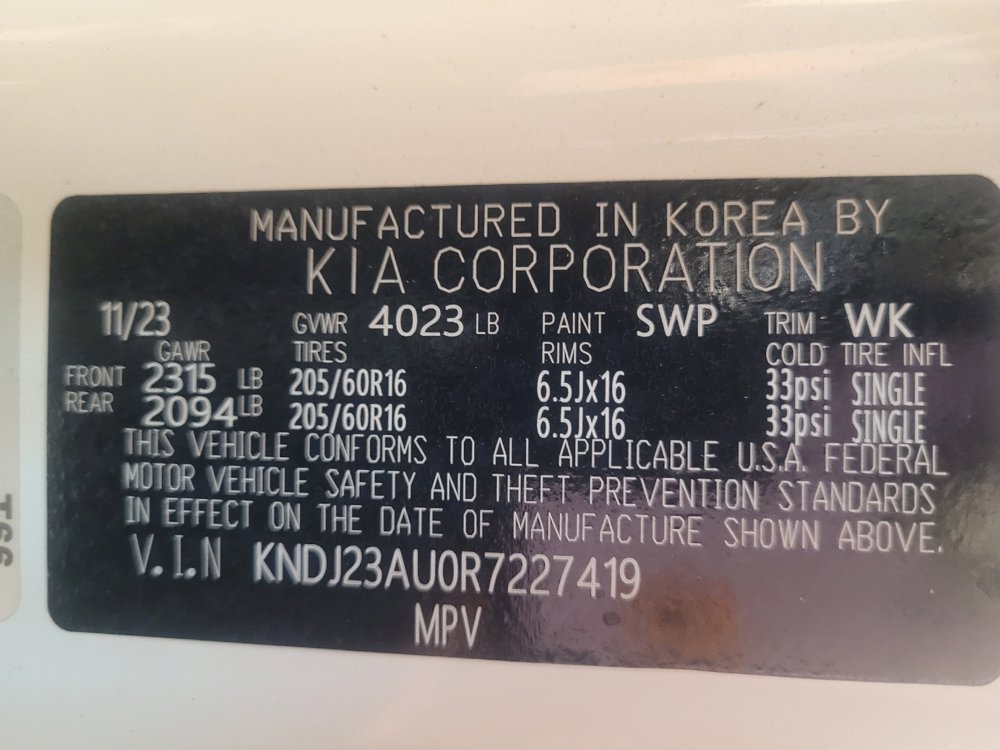 MANUFACTURED IN KOREA BY
KIA CORPORATION
11/23 GVWR 4023 LB PAINT SWP TRIM WK
GAWR TIRES RIMS COLD TIRE INFL
FRONT 2315 LB 205/60R16 6.5Jx16 33psi SINGLE
REAR 2094 LB 205/60R16 6.5Jx16 33psi SINGLE
THIS VEHICLE CONFORMS TO ALL APPLICABLE U.S.A. FEDERAL
MOTOR VEHICLE SAFETY AND THEFT PREVENTION STANDARDS
IN EFFECT ON THE DATE OF MANUFACTURE SHOWN ABOVE.
V.I.N KNDJ23AU0R7227419
MPV